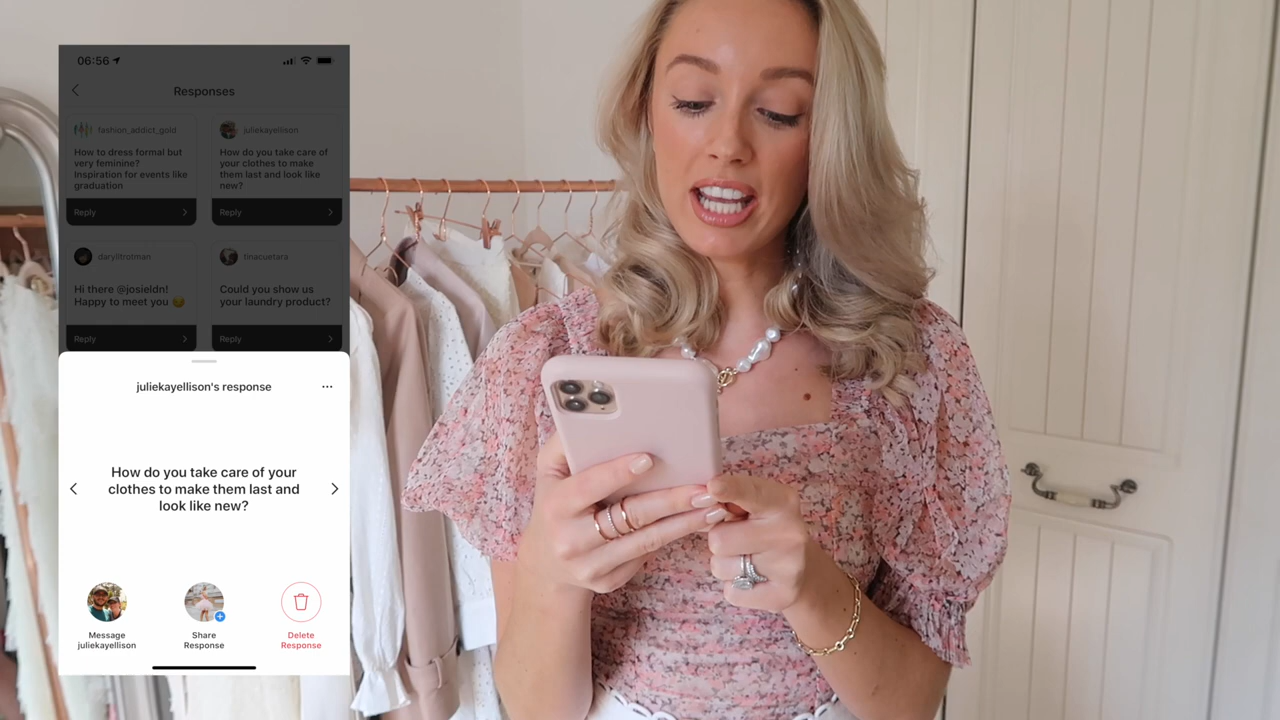 06:56
Responses
fashion_addict_gold
How to dress formal but
very feminine?
Inspiration for events like
graduation
Reply
juliekayellison
How do you take care of
your clothes to make
them last and look like
new?
Reply
daryltrotman
Hi there @josieldn!
Happy to meet you 😊
Reply
tinacuetara
Could you show us
your laundry product?
Reply
juliekayellison's response
How do you take care of your
clothes to make them last and
look like new?
Message
juliekayellison
Share
Response
Delete
Response